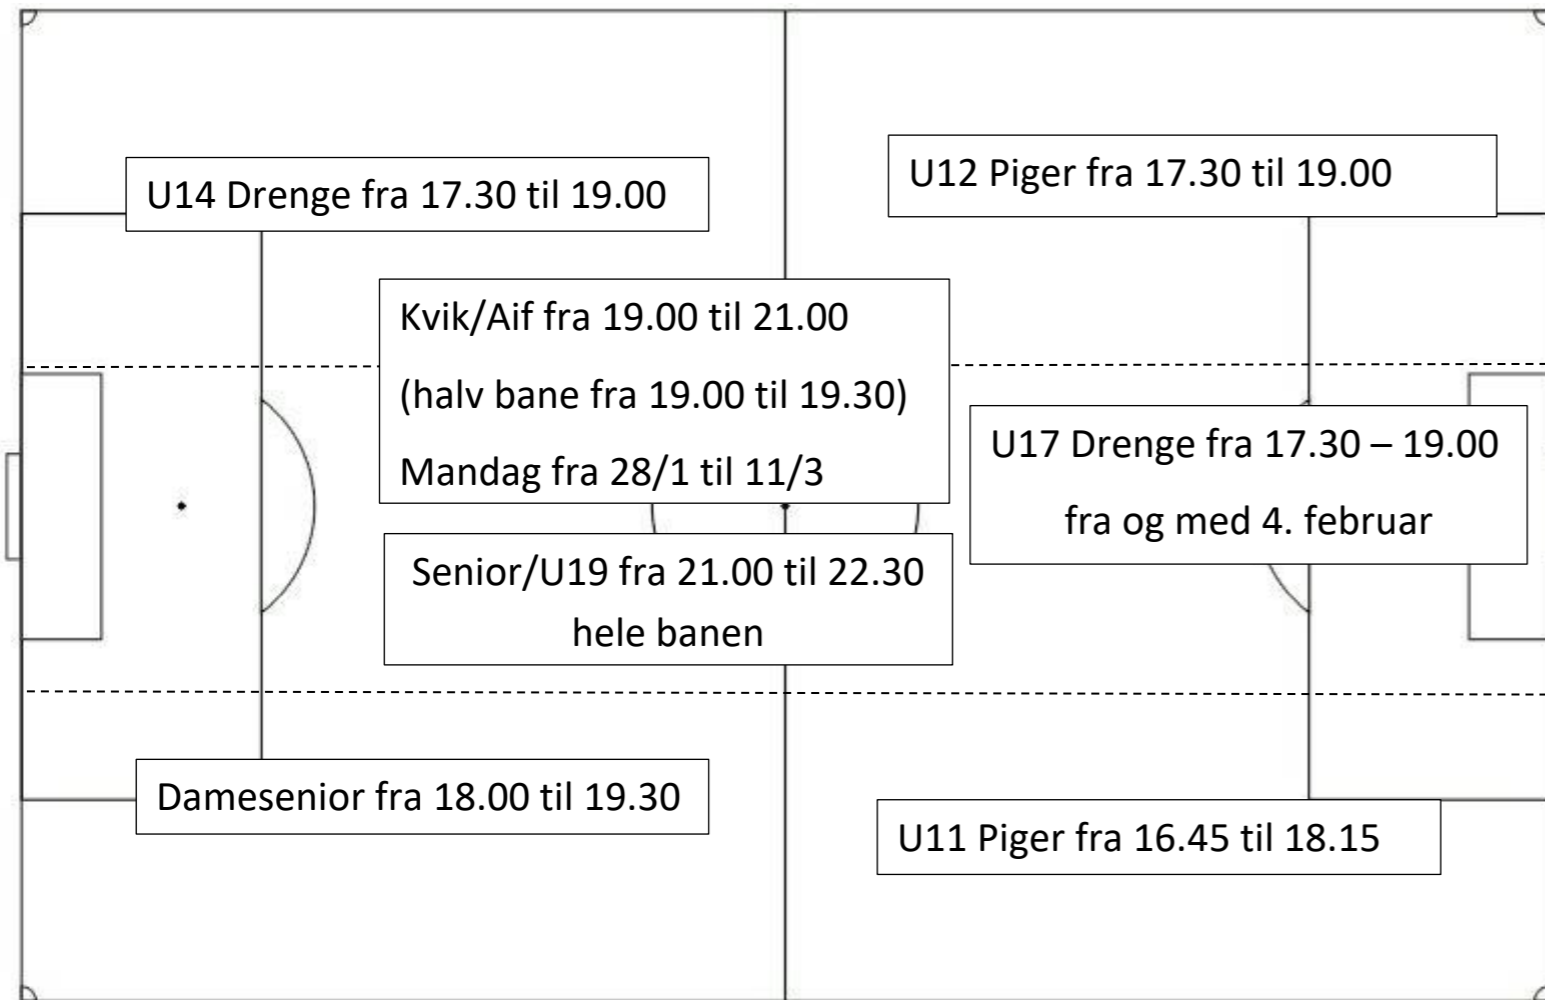 U14 Drenge fra 17.30 til 19.00
U12 Piger fra 17.30 til 19.00
Kvik/Aif fra 19.00 til 21.00
(halv bane fra 19.00 til 19.30)
Mandag fra 28/1 til 11/3
U17 Drenge fra 17.30 – 19.00
fra og med 4. februar
Senior/U19 fra 21.00 til 22.30
hele banen
Damesenior fra 18.00 til 19.30
U11 Piger fra 16.45 til 18.15